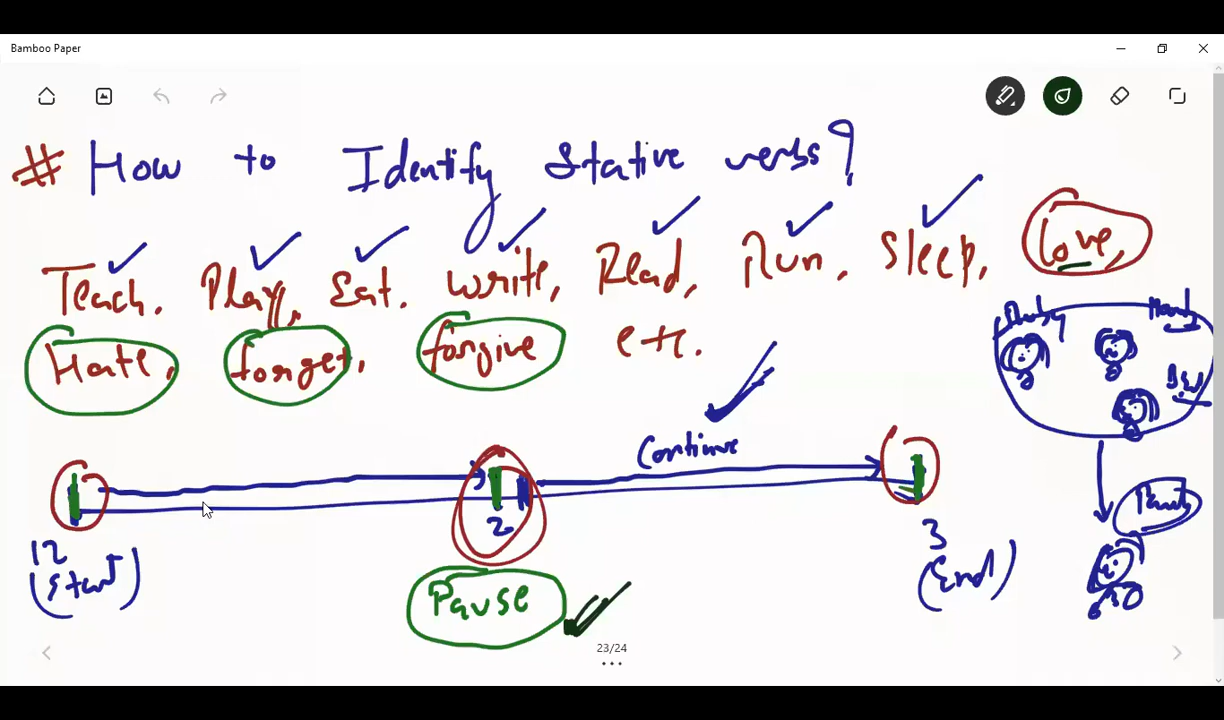 Bamboo Paper
# How to Identify Stative verbs?
Teach, Play, Eat, write, Read, Run, Sleep, love,
Hate, forget, forgive etc.
Continue
12
(Start)
2
3
(End)
Pause
23/24